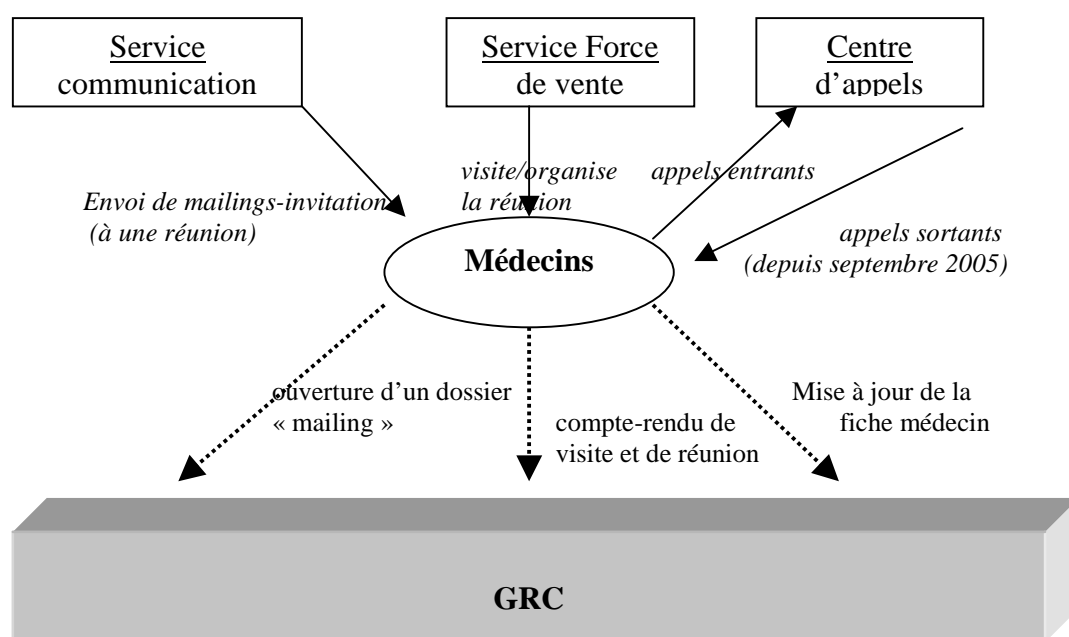 Service
communication
Service Force
de vente
Centre
d'appels
visite/organise
la réunion
appels entrants
Envoi de mailings-invitation
(à une réunion)
appels sortants
(depuis septembre 2005)
Médecins
ouverture d'un dossier
« mailing »
compte-rendu de
visite et de réunion
Mise à jour de la
fiche médecin
GRC